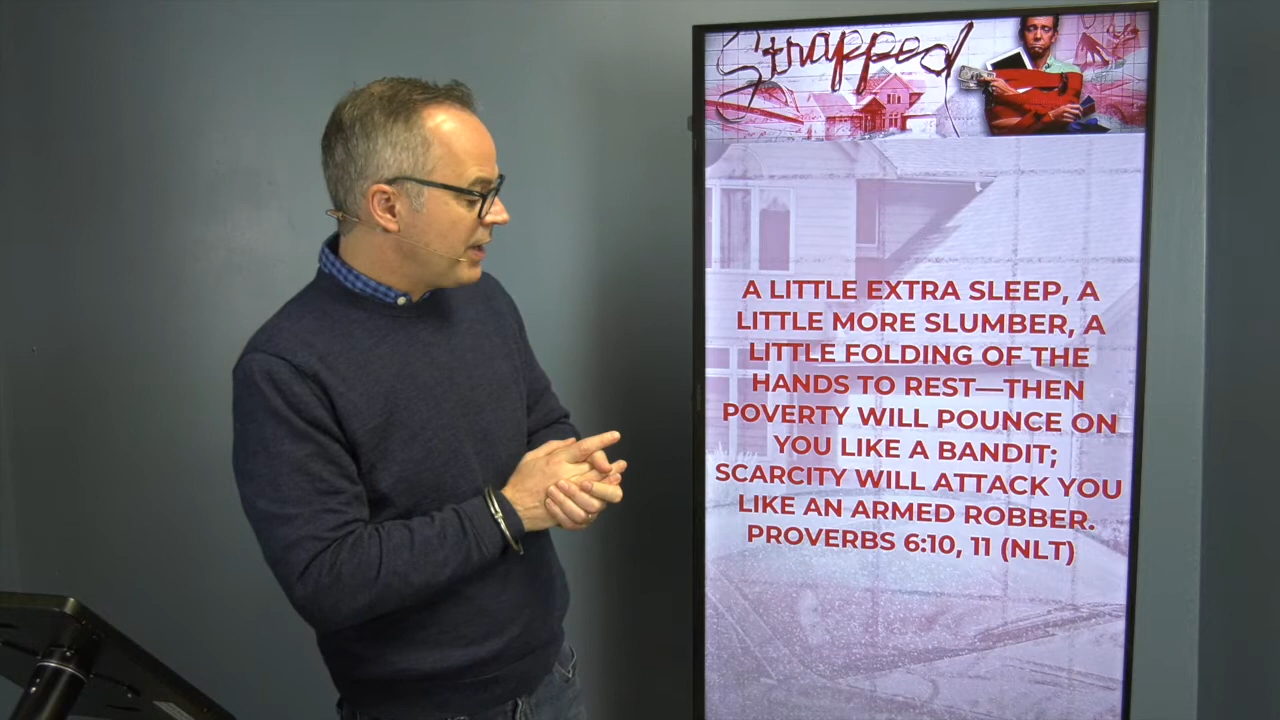 Strapped
A LITTLE EXTRA SLEEP, A
LITTLE MORE SLUMBER, A
LITTLE FOLDING OF THE
HANDS TO REST—THEN
POVERTY WILL POUNCE ON
YOU LIKE A BANDIT;
SCARCITY WILL ATTACK YOU
LIKE AN ARMED ROBBER.
PROVERBS 6:10, 11 (NLT)